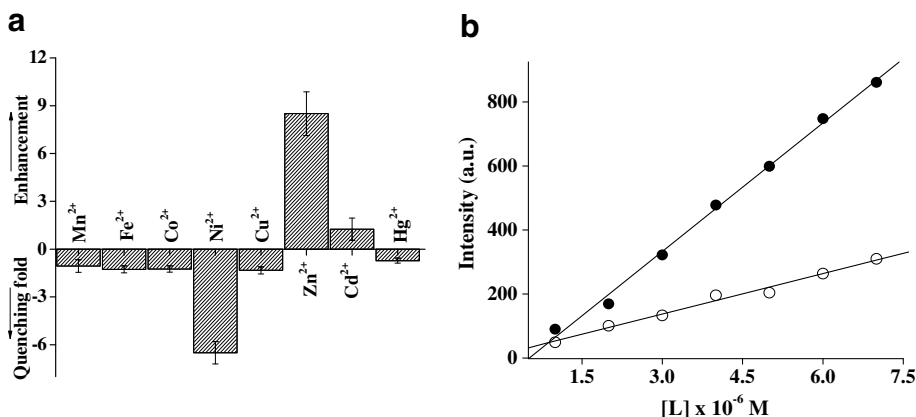 a
12
9
6
3
0
-3
-6
Enhancement
Quenching fold
Mn²⁺
Fe²⁺
Co²⁺
Ni²⁺
Cu²⁺
Zn²⁺
Cd²⁺
Hg²⁺
b
800
600
400
200
0
Intensity (a.u.)
1.5 3.0 4.5 6.0 7.5
[L] x 10⁻⁶ M